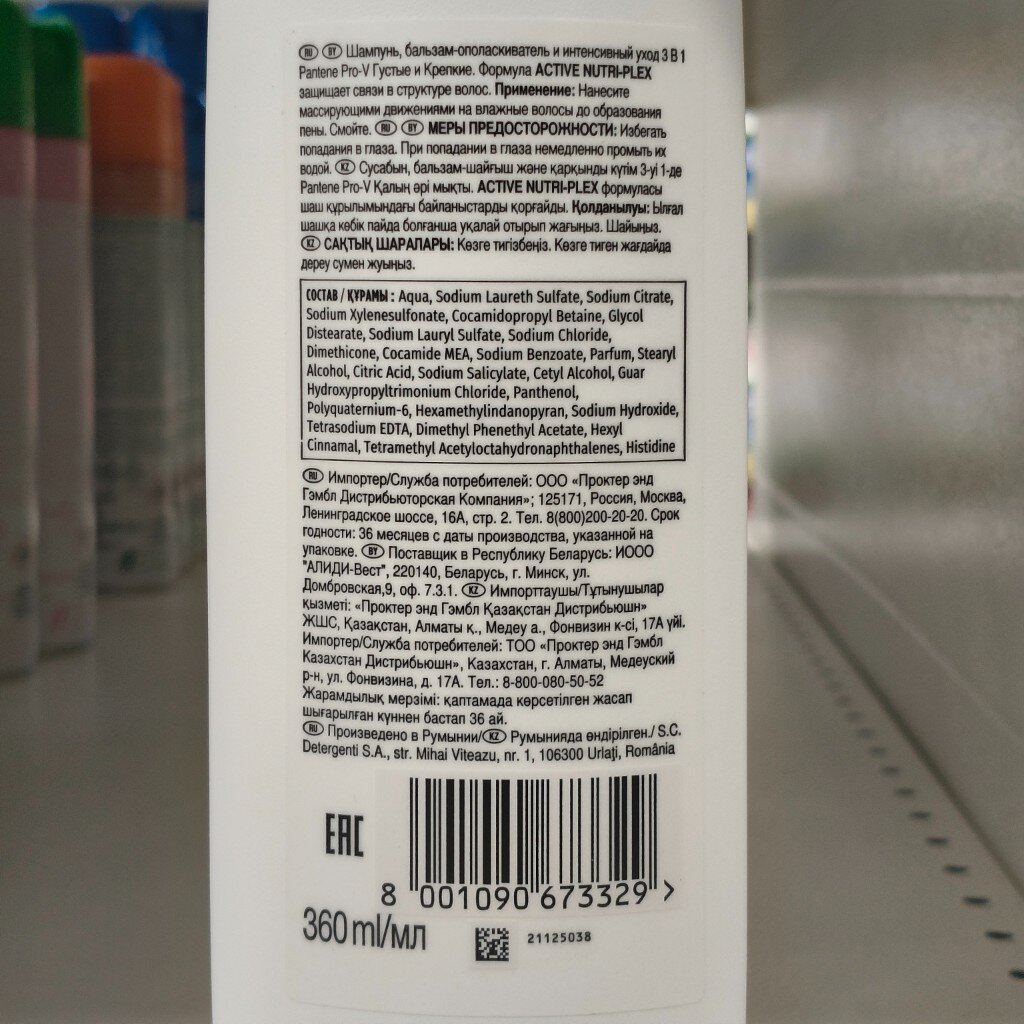 RU BY Шампунь, бальзам-ополаскиватель и интенсивный уход 3 В 1
Pantene Pro-V Густые и Крепкие. Формула ACTIVE NUTRI-PLEX
защищает связи в структуре волос. Применение: Нанесите
массирующими движениями на влажные волосы до образования
пены. Смойте. RU BY МЕРЫ ПРЕДОСТОРОЖНОСТИ: Избегать
попадания в глаза. При попадании в глаза немедленно промыть их
водой. KZ Сусабын, бальзам-шайғыш және қарқынды күтім 3-уі 1-де
Pantene Pro-V Қалың әрі мықты. ACTIVE NUTRI-PLEX формуласы
шаш құрылымындағы байланыстарды қорғайды. Қолданылуы: Ылғал
шашқа көбік пайда болғанша уқалай отырып жағыңыз. Шайыңыз.
KZ САҚТЫҚ ШАРАЛАРЫ: Көзге тигізбеңіз. Көзге тиген жағдайда
дереу сумен жуыңыз.
СОСТАВ / ҚҰРАМЫ : Aqua, Sodium Laureth Sulfate, Sodium Citrate,
Sodium Xylenesulfonate, Cocamidopropyl Betaine, Glycol
Distearate, Sodium Lauryl Sulfate, Sodium Chloride,
Dimethicone, Cocamide MEA, Sodium Benzoate, Parfum, Stearyl
Alcohol, Citric Acid, Sodium Salicylate, Cetyl Alcohol, Guar
Hydroxypropyltrimonium Chloride, Panthenol,
Polyquaternium-6, Hexamethylindanopyran, Sodium Hydroxide,
Tetrasodium EDTA, Dimethyl Phenethyl Acetate, Hexyl
Cinnamal, Tetramethyl Acetyloctahydronaphthalenes, Histidine
RU Импортер/Служба потребителей: ООО «Проктер энд
Гэмбл Дистрибьюторская Компания»; 125171, Россия, Москва,
Ленинградское шоссе, 16А, стр. 2. Тел. 8(800)200-20-20. Срок
годности: 36 месяцев с даты производства, указанной на
упаковке. BY Поставщик в Республику Беларусь: ИООО
"АЛИДИ-Вест", 220140, Беларусь, г. Минск, ул.
Домбровская,9, оф. 7.3.1. KZ Импорттаушы/Тұтынушылар
қызметі: «Проктер энд Гэмбл Қазақстан Дистрибьюшн»
ЖШС, Қазақстан, Алматы қ., Медеу а., Фонвизин к-сі, 17А үйі.
Импортер/Служба потребителей: ТОО «Проктер энд Гэмбл
Казахстан Дистрибьюшн», Казахстан, г. Алматы, Медеуский
р-н, ул. Фонвизина, д. 17А. Тел.: 8-800-080-50-52
Жарамдылық мерзімі: қаптамада көрсетілген жасап
шығарылған күннен бастап 36 ай.
RU Произведено в Румынии/KZ Румынияда өндірілген./ S.C.
Detergenti S.A., str. Mihai Viteazu, nr. 1, 106300 Urlați, România
EAC
8 001090 673329 >
360 ml/мл
21125038